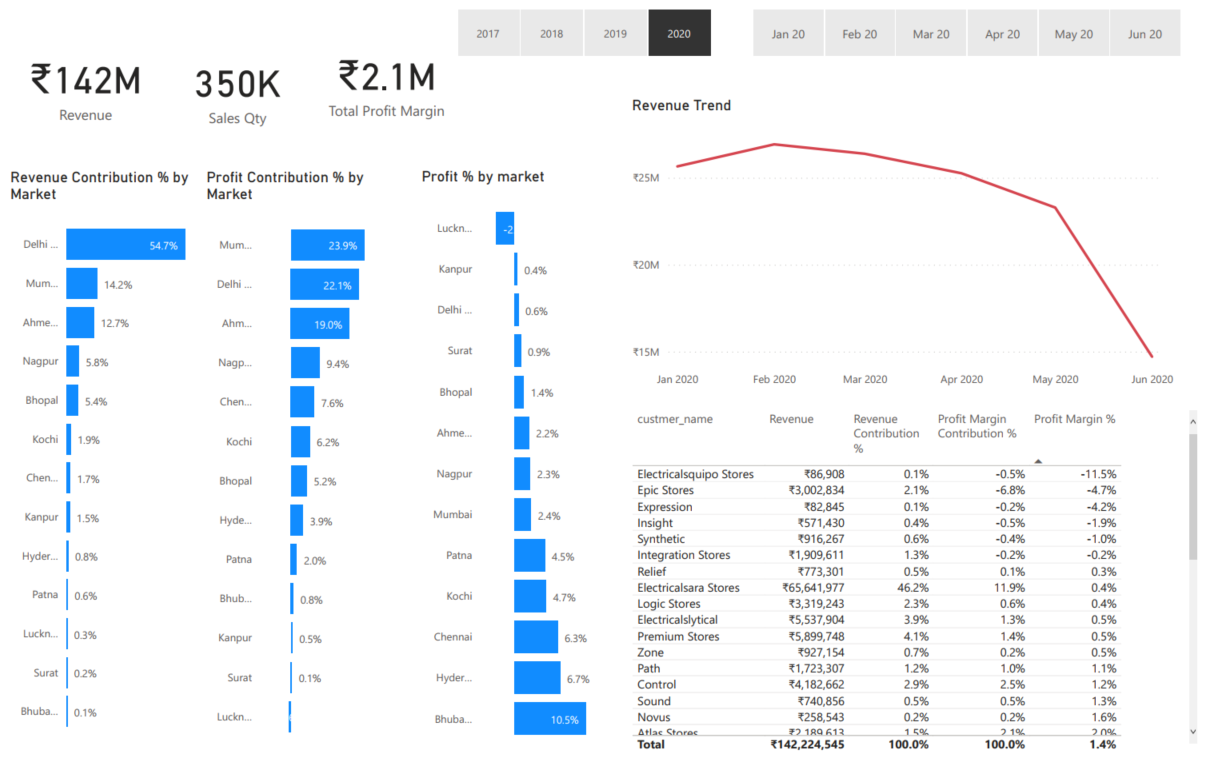 2017 2018 2019 2020 Jan 20 Feb 20 Mar 20 Apr 20 May 20 Jun 20
₹142M
Revenue
350K
Sales Qty
₹2.1M
Total Profit Margin
Revenue Contribution % by
Market
Delhi ... 54.7%
Mum... 14.2%
Ahme... 12.7%
Nagpur 5.8%
Bhopal 5.4%
Kochi 1.9%
Chen... 1.7%
Kanpur 1.5%
Hyder... 0.8%
Patna 0.6%
Luckn... 0.3%
Surat 0.2%
Bhuba... 0.1%
Profit Contribution % by
Market
Mum... 23.9%
Delhi ... 22.1%
Ahm... 19.0%
Nagp... 9.4%
Chen... 7.6%
Kochi 6.2%
Bhopal 5.2%
Hyde... 3.9%
Patna 2.0%
Bhub... 0.8%
Kanpur 0.5%
Surat 0.1%
Luckn...
Profit % by market
Luckn... -2
Kanpur 0.4%
Delhi ... 0.6%
Surat 0.9%
Bhopal 1.4%
Ahme... 2.2%
Nagpur 2.3%
Mumbai 2.4%
Patna 4.5%
Kochi 4.7%
Chennai 6.3%
Hyder... 6.7%
Bhuba... 10.5%
Revenue Trend
₹25M
₹20M
₹15M
Jan 2020 Feb 2020 Mar 2020 Apr 2020 May 2020 Jun 2020
custmer_name Revenue Revenue Profit Margin Profit Margin %
Contribution Contribution %
%
Electricalsquipo Stores ₹86,908 0.1% -0.5% -11.5%
Epic Stores ₹3,002,834 2.1% -6.8% -4.7%
Expression ₹82,845 0.1% -0.2% -4.2%
Insight ₹571,430 0.4% -0.5% -1.9%
Synthetic ₹916,267 0.6% -0.4% -1.0%
Integration Stores ₹1,909,611 1.3% -0.2% -0.2%
Relief ₹773,301 0.5% 0.1% 0.3%
Electricalsara Stores ₹65,641,977 46.2% 11.9% 0.4%
Logic Stores ₹3,319,243 2.3% 0.6% 0.4%
Electricalslytical ₹5,537,904 3.9% 1.3% 0.5%
Premium Stores ₹5,899,748 4.1% 1.4% 0.5%
Zone ₹927,154 0.7% 0.2% 0.5%
Path ₹1,723,307 1.2% 1.0% 1.1%
Control ₹4,182,662 2.9% 2.5% 1.2%
Sound ₹740,856 0.5% 0.5% 1.3%
Novus ₹258,543 0.2% 0.2% 1.6%
Atlas Stores ₹2,189,613 1.5% 2.1% 2.0%
Total ₹142,224,545 100.0% 100.0% 1.4%